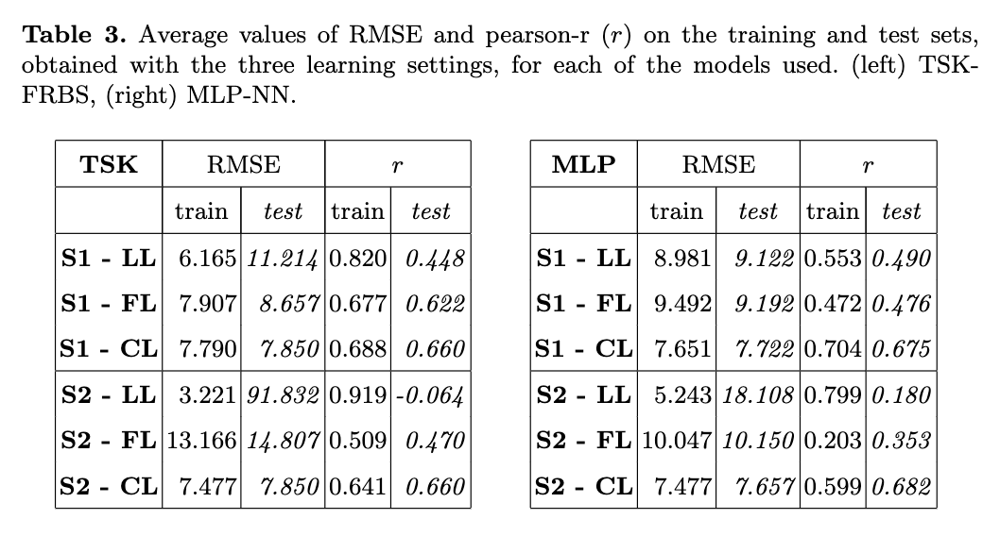 Table 3. Average values of RMSE and pearson-r (r) on the training and test sets,
obtained with the three learning settings, for each of the models used. (left) TSK-
FRBS, (right) MLP-NN.
TSK RMSE r
train test train test
S1 - LL 6.165 11.214 0.820 0.448
S1 - FL 7.907 8.657 0.677 0.622
S1 - CL 7.790 7.850 0.688 0.660
S2 - LL 3.221 91.832 0.919 -0.064
S2 - FL 13.166 14.807 0.509 0.470
S2 - CL 7.477 7.850 0.641 0.660
MLP RMSE r
train test train test
S1 - LL 8.981 9.122 0.553 0.490
S1 - FL 9.492 9.192 0.472 0.476
S1 - CL 7.651 7.722 0.704 0.675
S2 - LL 5.243 18.108 0.799 0.180
S2 - FL 10.047 10.150 0.203 0.353
S2 - CL 7.477 7.657 0.599 0.682